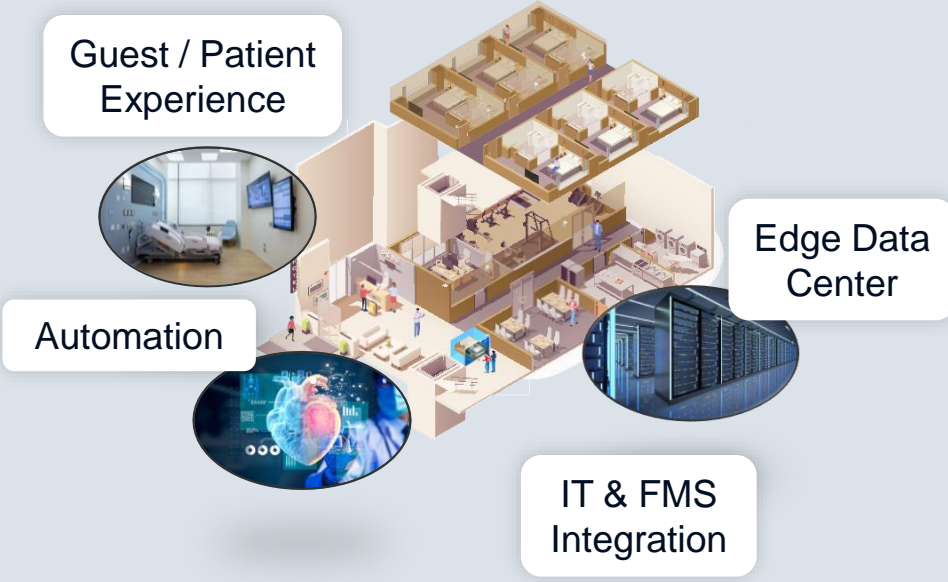 Guest / Patient
Experience
Edge Data
Center
Automation
IT & FMS
Integration